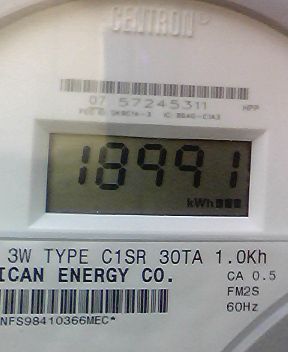 CENTRON®
07 57245311
HPP
18991
kWh
3W TYPE C1SR 30TA 1.0Kh
ICAN ENERGY CO.
CA 0.5
FM2S
60Hz
NFS98410366MEC*